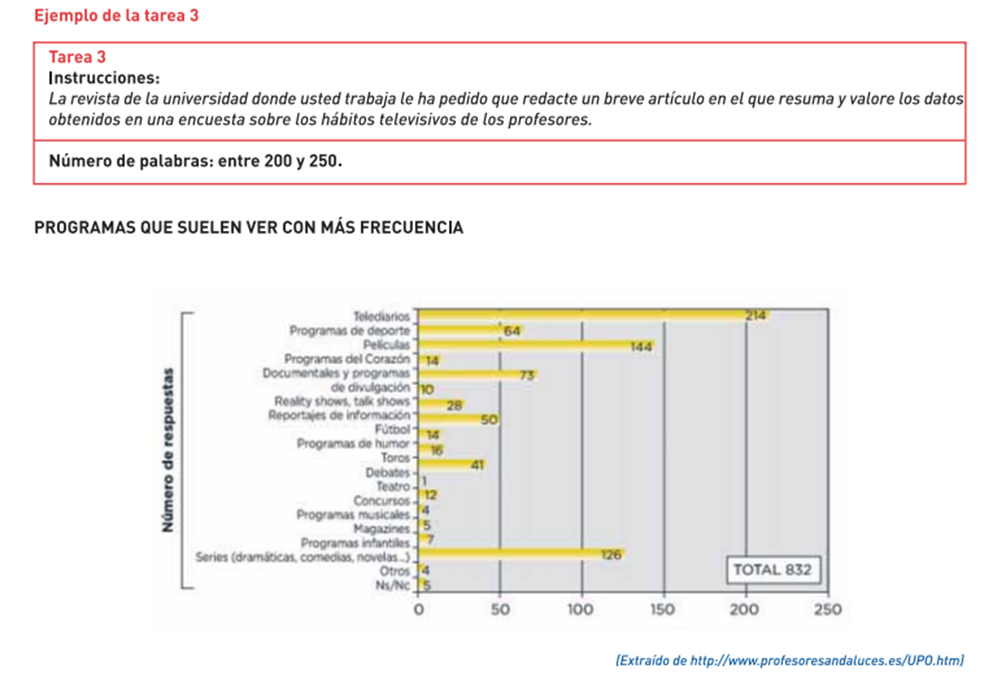 Ejemplo de la tarea 3
Tarea 3
Instrucciones:
La revista de la universidad donde usted trabaja le ha pedido que redacte un breve artículo en el que resuma y valore los datos
obtenidos en una encuesta sobre los hábitos televisivos de los profesores.
Número de palabras: entre 200 y 250.
PROGRAMAS QUE SUELEN VER CON MÁS FRECUENCIA
Número de respuestas
Telediarios 214
Programas de deporte 64
Películas 144
Programas del Corazón 14
Documentales y programas 73
de divulgación 10
Reality shows, talk shows 28
Reportajes de información 50
Fútbol 14
Programas de humor 16
Toros 41
Debates 1
Teatro 12
Concursos 4
Programas musicales 5
Magazines 7
Programas infantiles
Series (dramáticas, comedias, novelas...) 126
Otros 4
Ns/Nc 5
TOTAL 832
0 50 100 150 200 250
(Extraído de http://www.profesoresandaluces.es/UPO.htm)